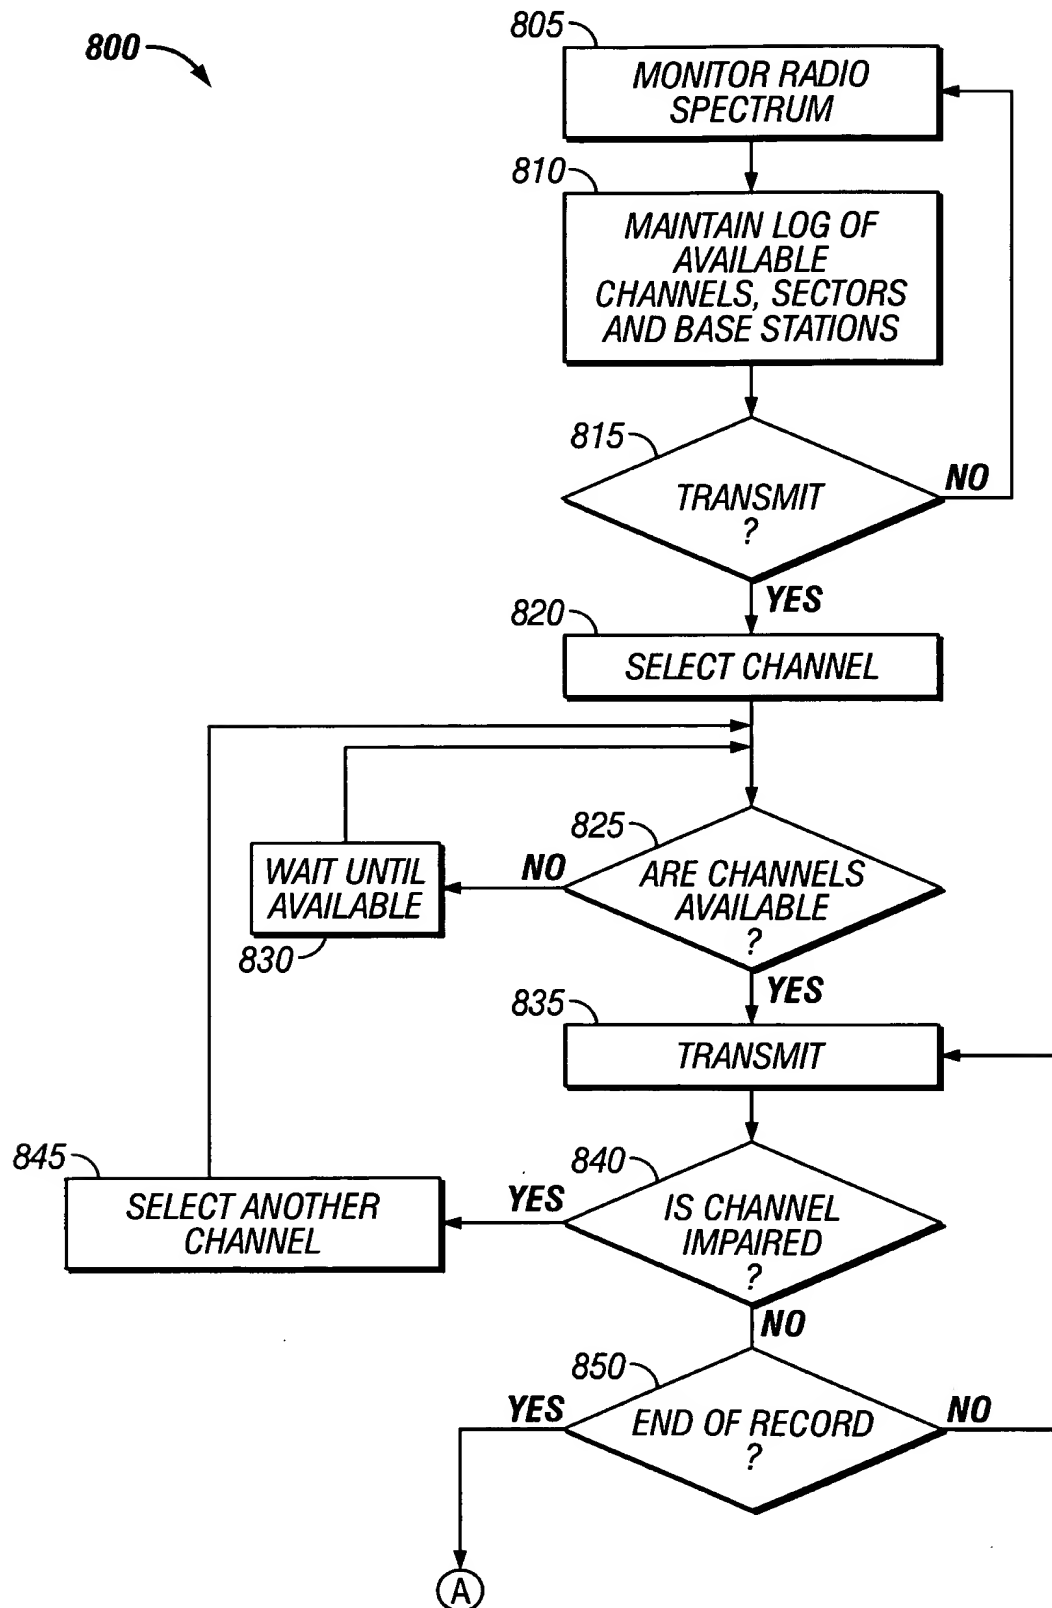 800
805
MONITOR RADIO
SPECTRUM
810
MAINTAIN LOG OF
AVAILABLE
CHANNELS, SECTORS
AND BASE STATIONS
815
TRANSMIT
?
NO
YES
820
SELECT CHANNEL
825
ARE CHANNELS
AVAILABLE
?
NO
WAIT UNTIL
AVAILABLE
830
YES
835
TRANSMIT
840
IS CHANNEL
IMPAIRED
?
YES
845
SELECT ANOTHER
CHANNEL
NO
850
END OF RECORD
?
YES
NO
A